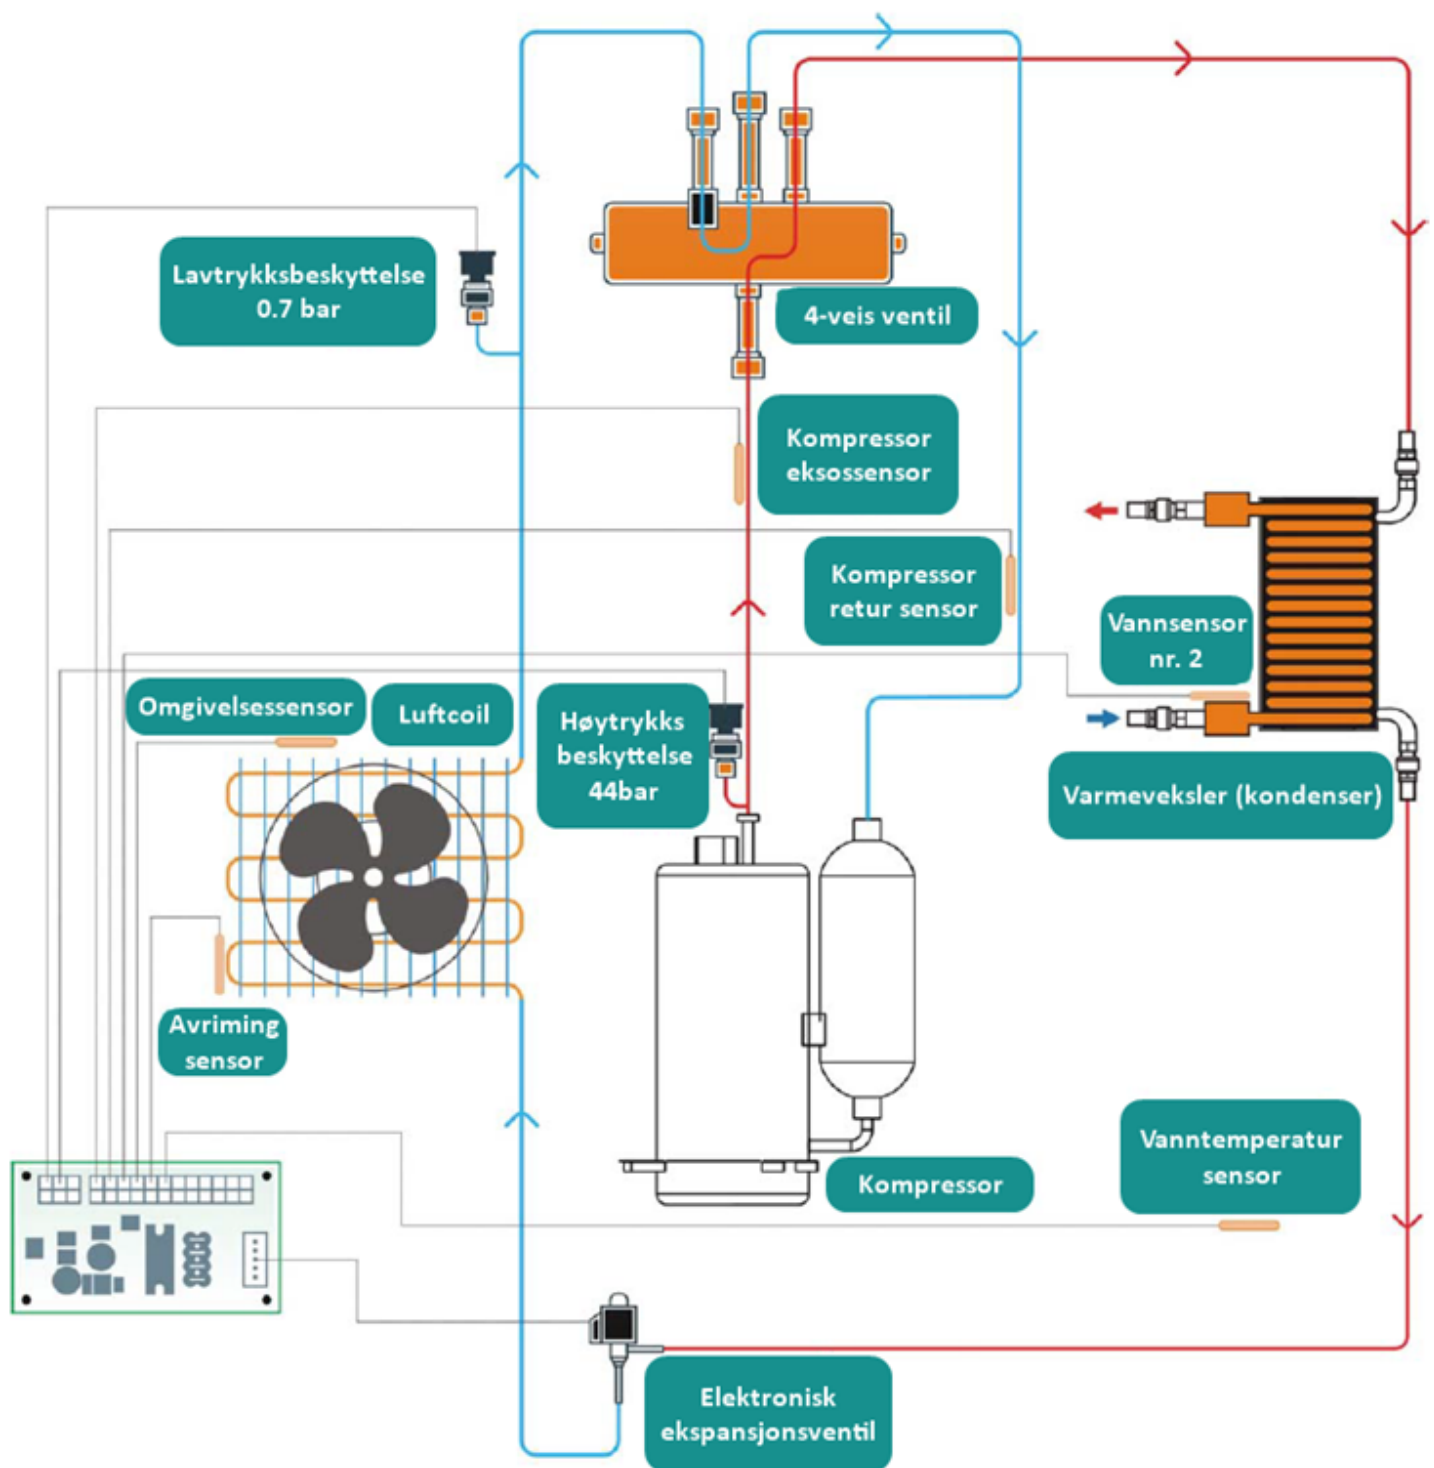 Lavtrykksbeskyttelse
0.7 bar
4-veis ventil
Kompressor
eksossensor
Kompressor
retur sensor
Vannsensor
nr. 2
Omgivelsessensor
Luftcoil
Høytrykks
beskyttelse
44bar
Varmeveksler (kondenser)
Avriming
sensor
Vanntemperatur
sensor
Kompressor
Elektronisk
ekspansjonsventil